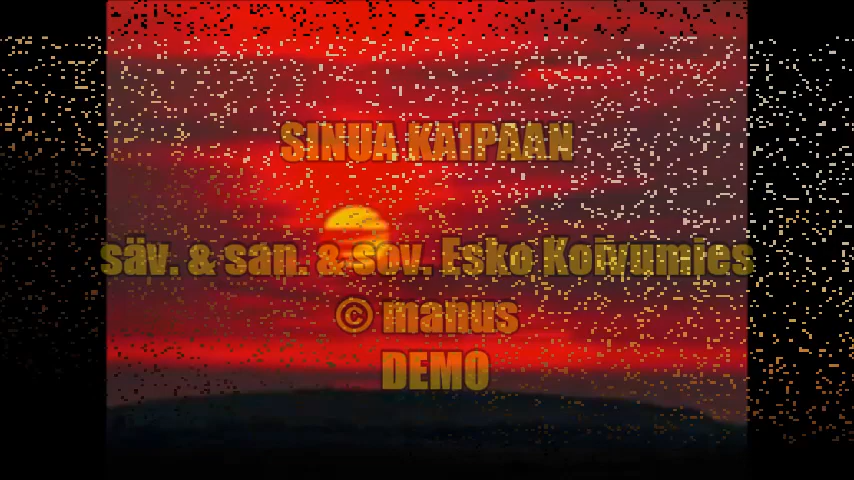 SINUA KAIPAAN
säv. & san. & sov. Esko Koivumies
© manus
DEMO